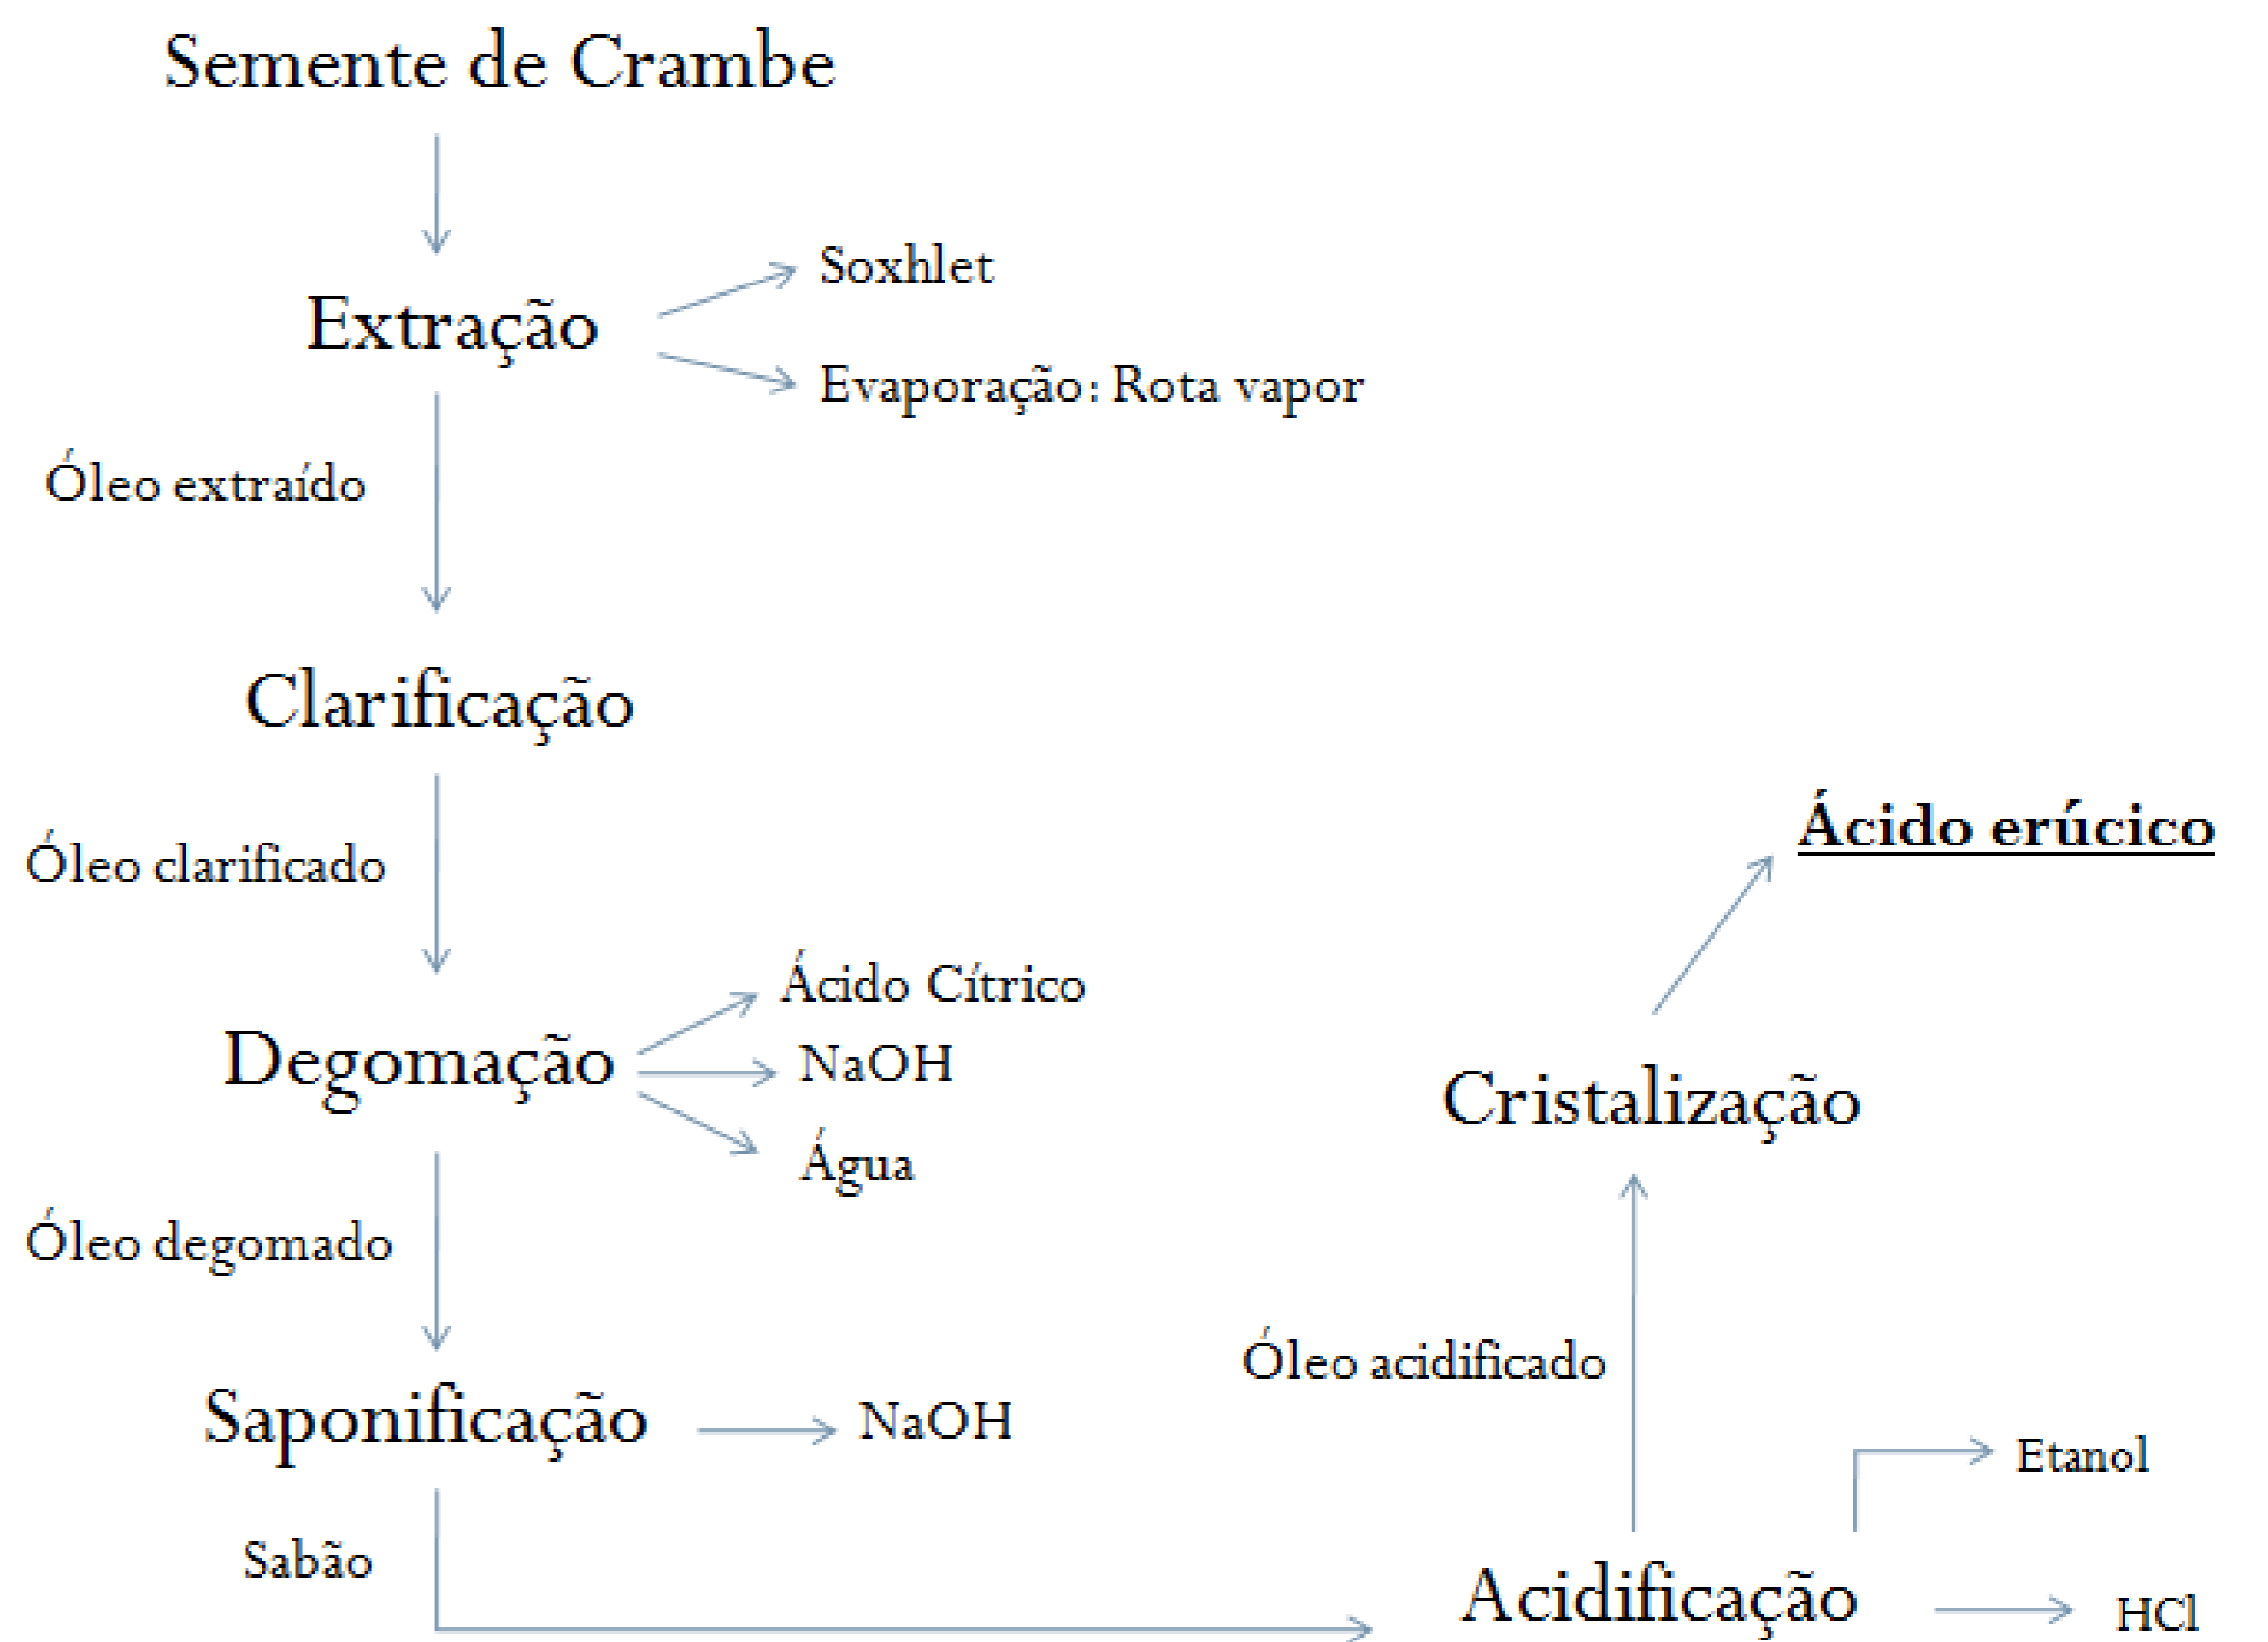 Semente de Crambe
Extração
Soxhlet
Evaporação: Rota vapor
Óleo extraído
Clarificação
Óleo clarificado
Degomação
Ácido Cítrico
NaOH
Água
Óleo degomado
Saponificação
NaOH
Sabão
Acidificação
Etanol
HCl
Óleo acidificado
Cristalização
Ácido erúcico